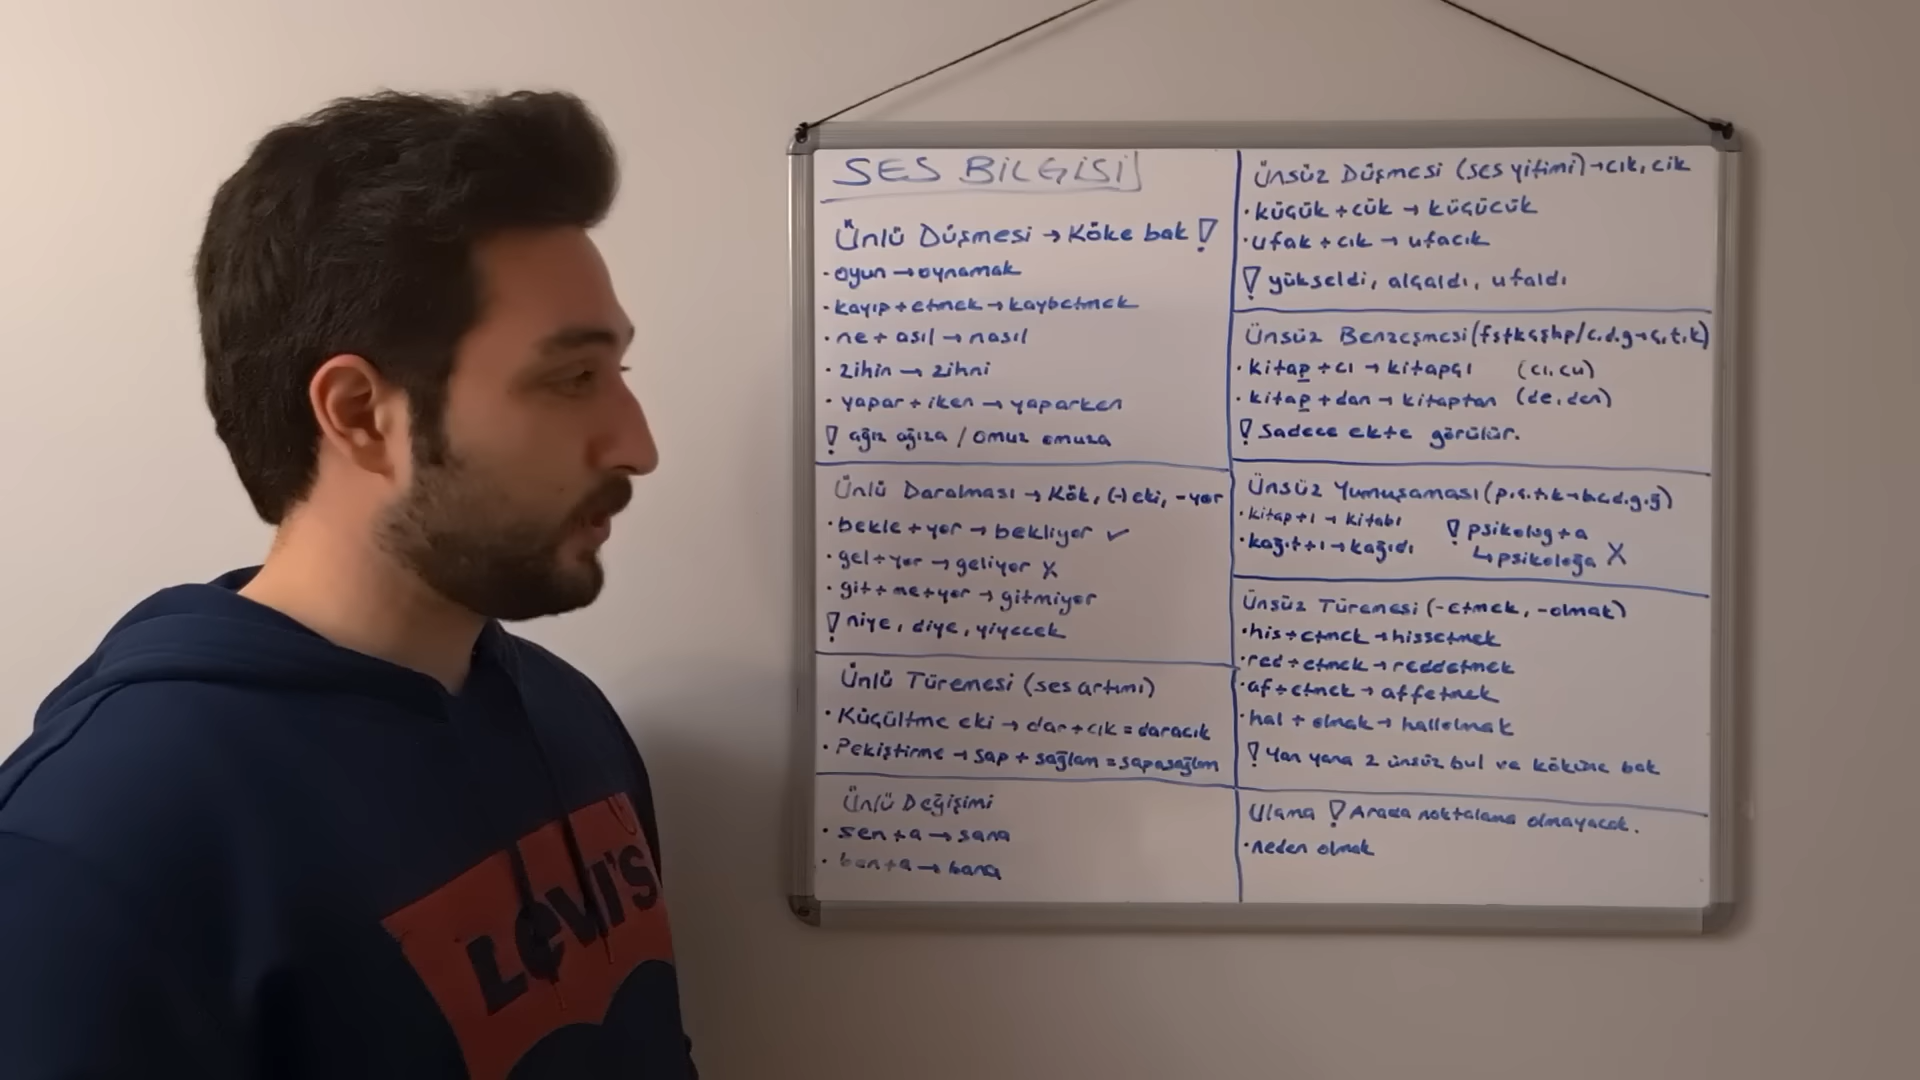 SES BİLGİSİ
Ünlü Düşmesi → Köke bak !
• oyun → oynamak
• kayıp + etmek → kaybetmek
• ne + asıl → nasıl
• zihin → zihni
• yapar + iken → yaparken
! ağız ağıza / omuz omuza
Ünlü Daralması → Kök, (-) eki, -yor
• bekle + yor → bekliyor ✓
• gel + yor → geliyor X
• git + me + yor → gitmiyor
! niye, diye, yiyecek
Ünlü Türemesi (ses artımı)
• Küçültme eki → dar + cık = daracık
• Pekiştirme → sap + sağlam = sapasağlam
Ünlü Değişimi
• sen + a → sana
• ben + a → bana
Ünsüz Düşmesi (ses yitimi) → cık, cik
• küçük + cük → küçücük
• ufak + cık → ufacık
! yükseldi, alçaldı, ufaldı
Ünsüz Benzeşmesi (fstkçşhp / c.d.g → ç.t.k)
• kitap + cı → kitapçı (cı, cu)
• kitap + dan → kitaptan (de, den)
! Sadece ekte görülür.
Ünsüz Yumuşaması (p.ç.t.k → b.c.d.g.ğ)
• kitap + ı → kitabı
• kağıt + ı → kağıdı
! psikolog + a
↳ psikoloğa X
Ünsüz Türemesi (-etmek, -olmak)
• his + etmek → hissetmek
• red + etmek → reddetmek
• af + etmek → affetmek
• hal + olmak → hallolmak
! Yan yana 2 ünsüz bul ve köküne bak
Ulama ! Arada noktalama olmayacak.
• neden olmak
LEVI'S